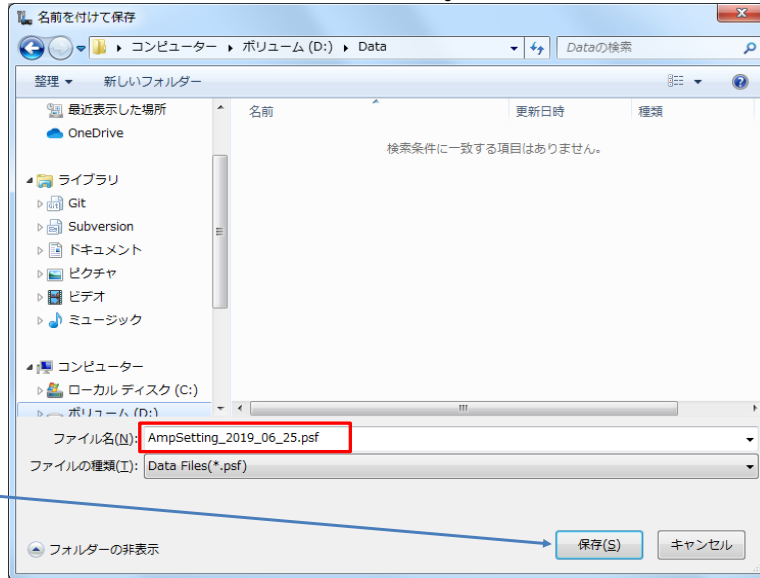 名前を付けて保存
コンピューター ▸ ボリューム (D:) ▸ Data
Dataの検索
整理 新しいフォルダー
最近表示した場所
OneDrive
ライブラリ
Git
Subversion
ドキュメント
ピクチャ
ビデオ
ミュージック
コンピューター
ローカル ディスク (C:)
ボリューム (D:)
名前 更新日時 種類
検索条件に一致する項目はありません。
ファイル名(N): AmpSetting_2019_06_25.psf
ファイルの種類(T): Data Files(*.psf)
フォルダーの非表示
保存(S) キャンセル